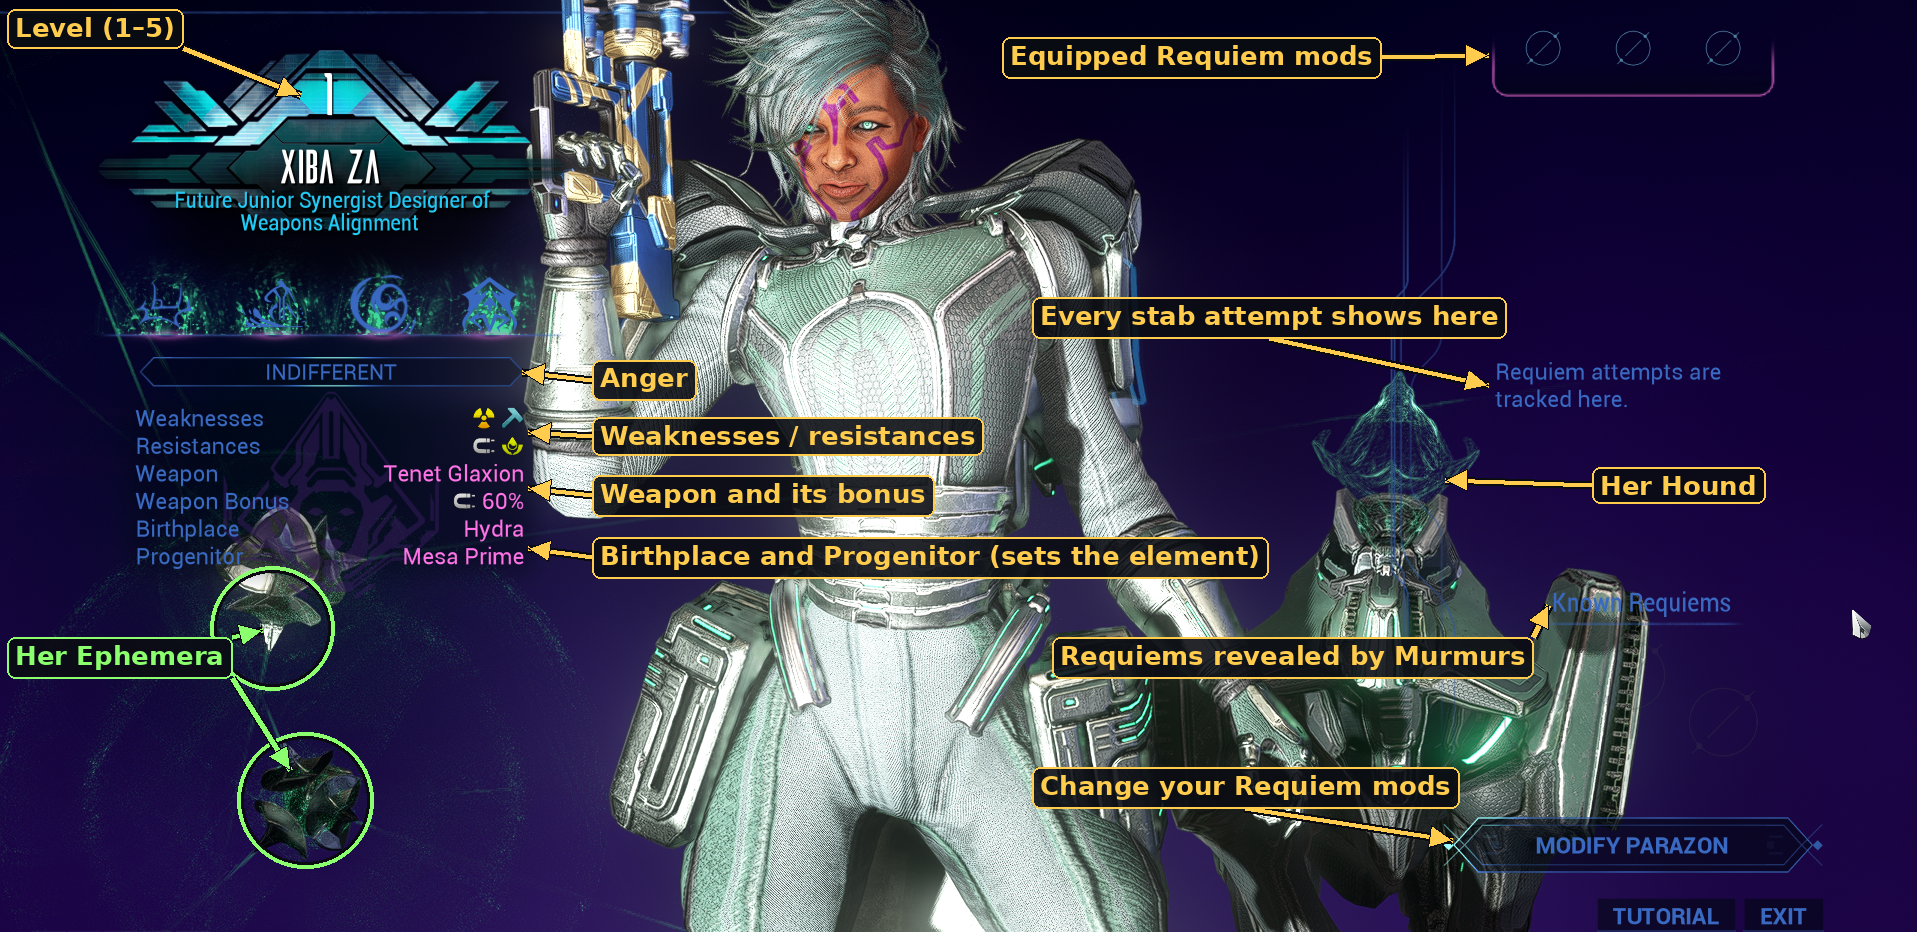 Level (1–5)
1
XIBA ZA
Future Junior Synergist Designer of
Weapons Alignment
INDIFFERENT
Anger
Weaknesses
Weaknesses / resistances
Resistances
Weapon Tenet Glaxion
Weapon and its bonus
Weapon Bonus 60%
Birthplace Hydra
Progenitor Mesa Prime
Birthplace and Progenitor (sets the element)
Her Ephemera
Equipped Requiem mods
Every stab attempt shows here
Requiem attempts are
tracked here.
Her Hound
Known Requiems
Requiems revealed by Murmurs
Change your Requiem mods
MODIFY PARAZON
TUTORIAL EXIT